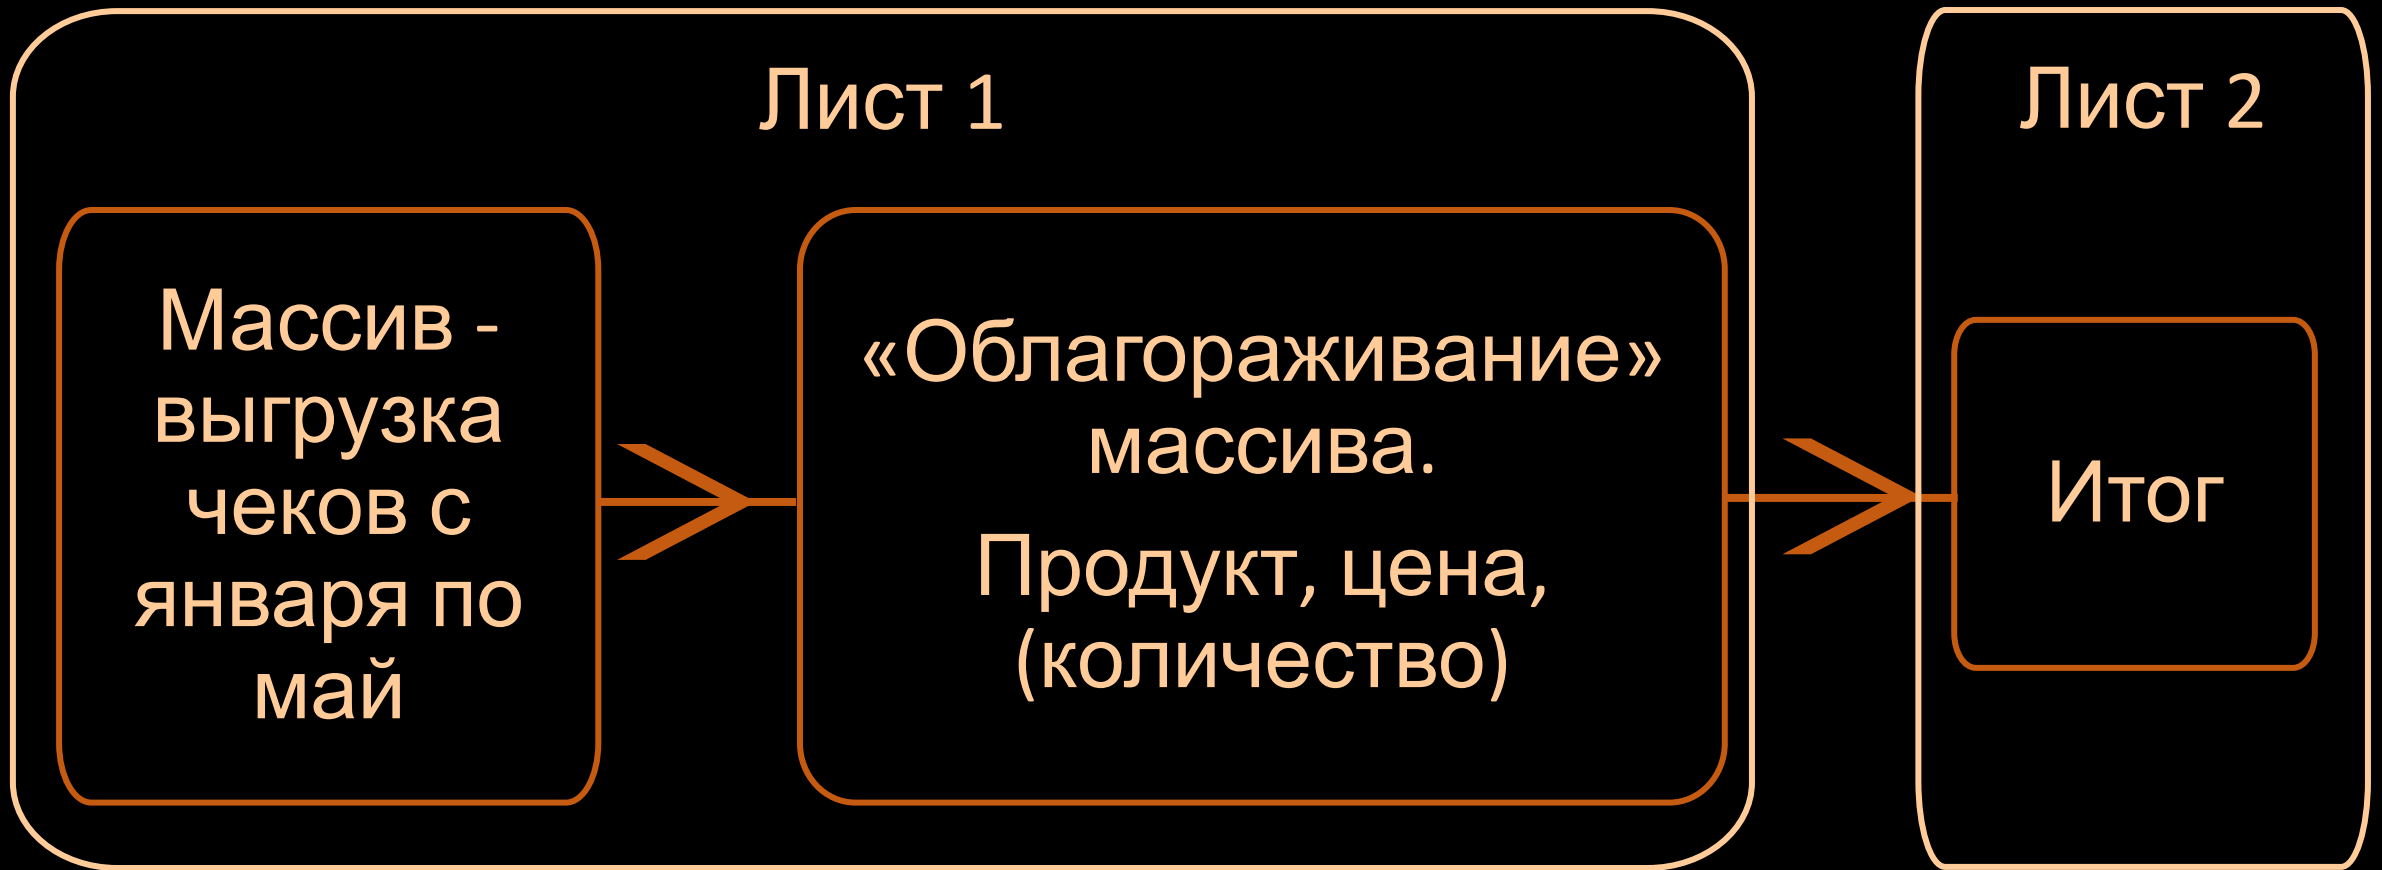 Лист 1
Массив -
выгрузка
чеков с
января по
май
«Облагораживание»
массива.
Продукт, цена,
(количество)
Лист 2
Итог